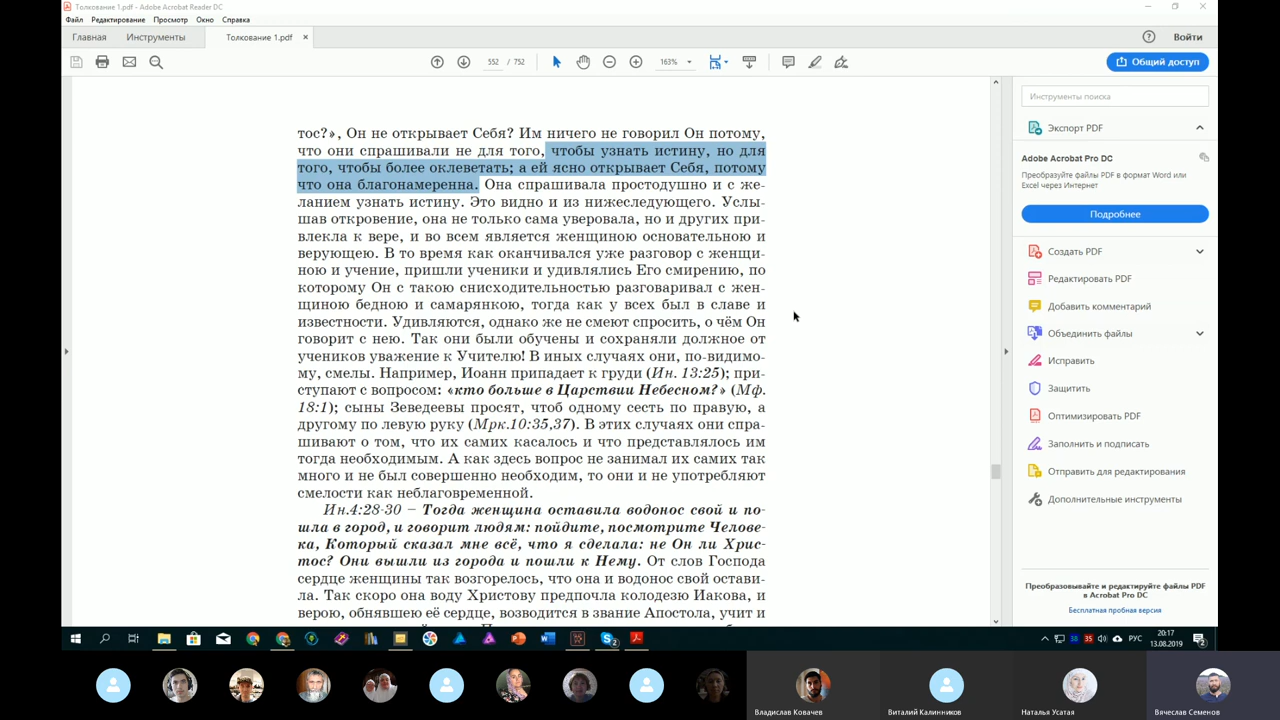 Толкование 1.pdf - Adobe Acrobat Reader DC
Файл Редактирование Просмотр Окно Справка
Главная Инструменты Толкование 1.pdf × Войти
552 / 752 163% Общий доступ
тос?», Он не открывает Себя? Им ничего не говорил Он потому,
что они спрашивали не для того, чтобы узнать истину, но для
того, чтобы более оклеветать; а ей ясно открывает Себя, потому
что она благонамеренна. Она спрашивала простодушно и с же-
ланием узнать истину. Это видно и из нижеследующего. Услы-
шав откровение, она не только сама уверовала, но и других при-
влекла к вере, и во всем является женщиною основательною и
верующею. В то время как оканчивался уже разговор с женщи-
ною и учение, пришли ученики и удивлялись Его смирению, по
которому Он с такою снисходительностью разговаривал с жен-
щиною бедною и самарянкою, тогда как у всех был в славе и
известности. Удивляются, однако же не смеют спросить, о чём Он
говорит с нею. Так они были обучены и сохраняли должное от
учеников уважение к Учителю! В иных случаях они, по-видимо-
му, смелы. Например, Иоанн припадает к груди (Ин. 13:25); при-
ступают с вопросом: «кто больше в Царствии Небесном?» (Мф.
18:1); сыны Зеведеевы просят, чтоб одному сесть по правую, а
другому по левую руку (Мрк.10:35,37). В этих случаях они спра-
шивают о том, что их самих касалось и что представлялось им
тогда необходимым. А как здесь вопрос не занимал их самих так
много и не был совершенно необходим, то они и не употребляют
смелости как неблаговременной.
Ин.4:28-30 – Тогда женщина оставила водонос свой и по-
шла в город, и говорит людям: пойдите, посмотрите Челове-
ка, Который сказал мне всё, что я сделала: не Он ли Хрис-
тос? Они вышли из города и пошли к Нему. От слов Господа
сердце женщины так возгорелось, что она и водонос свой остави-
ла. Так скоро она воду Христову предпочла колодезю Иакова, и
верою, обнявшею её сердце, возводится в звание Апостола, учит и
Инструменты поиска
Экспорт PDF
Adobe Acrobat Pro DC
Преобразуйте файлы PDF в формат Word или
Excel через Интернет
Подробнее
Создать PDF
Редактировать PDF
Добавить комментарий
Объединить файлы
Исправить
Защитить
Оптимизировать PDF
Заполнить и подписать
Отправить для редактирования
Дополнительные инструменты
Преобразовывайте и редактируйте файлы PDF
в Acrobat Pro DC
Бесплатная пробная версия
38 35 РУС 20:17
13.08.2019
Владислав Ковачев Виталий Калинников Наталья Усатая Вячеслав Семенов